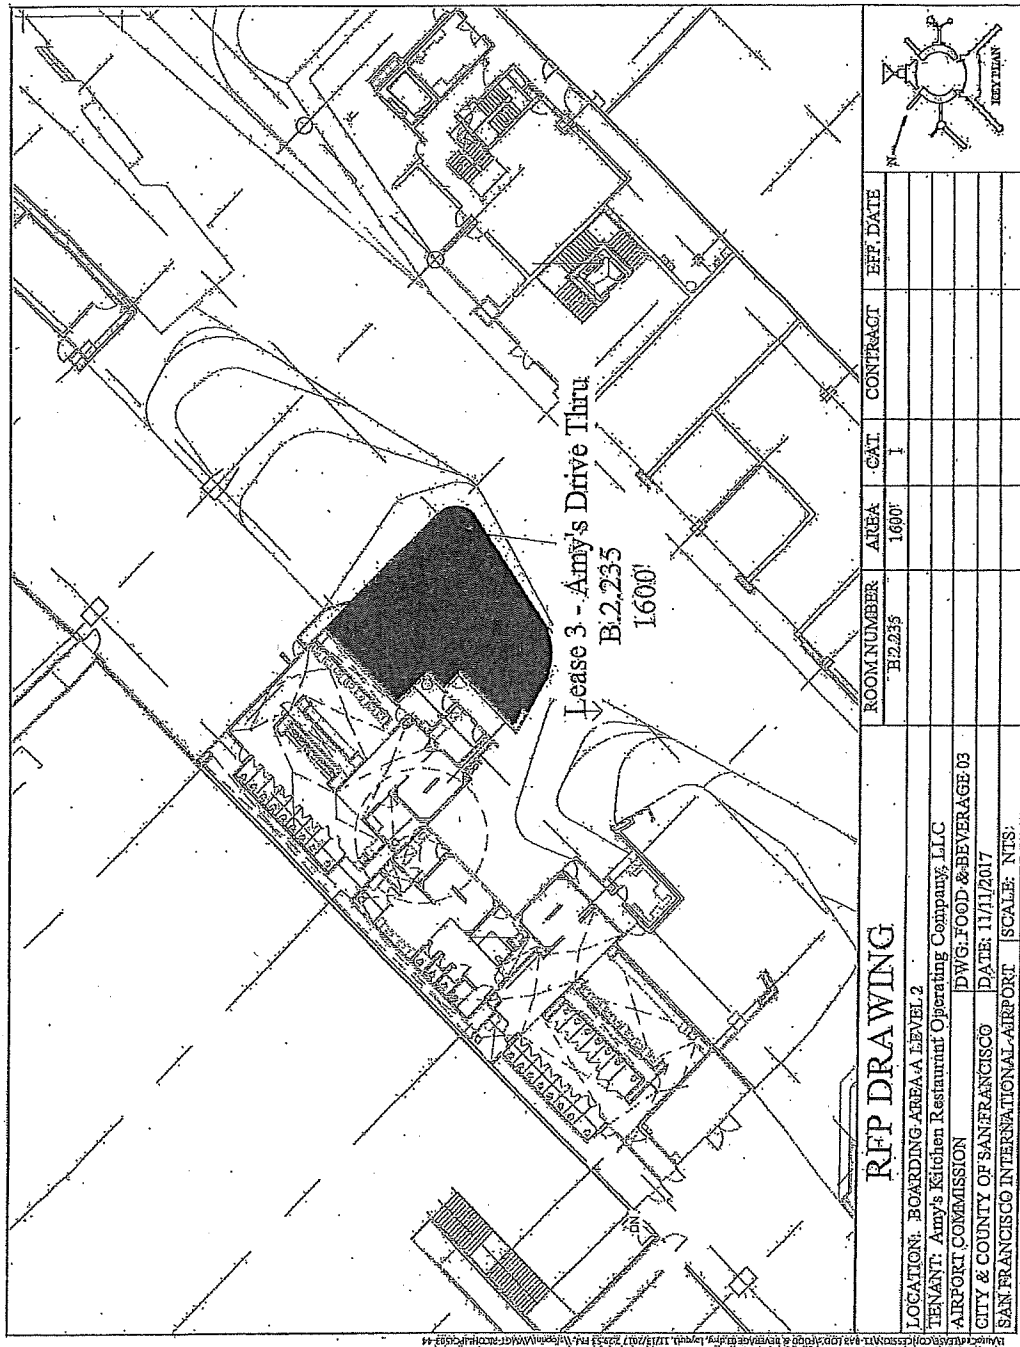 Lease 3 - Amy's Drive Thru
B.2.235
1600'
DN
RFP DRAWING
LOCATION: BOARDING AREA A LEVEL 2
TENANT: Amy's Kitchen Restaurant Operating Company, LLC
AIRPORT COMMISSION
DWG: FOOD & BEVERAGE 03
CITY & COUNTY OF SAN FRANCISCO
DATE: 11/11/2017
SAN FRANCISCO INTERNATIONAL AIRPORT
SCALE: NTS
ROOM NUMBER AREA CAT. CONTRACT EFF. DATE
B.2.235 1600' 1
N
KEY PLAN